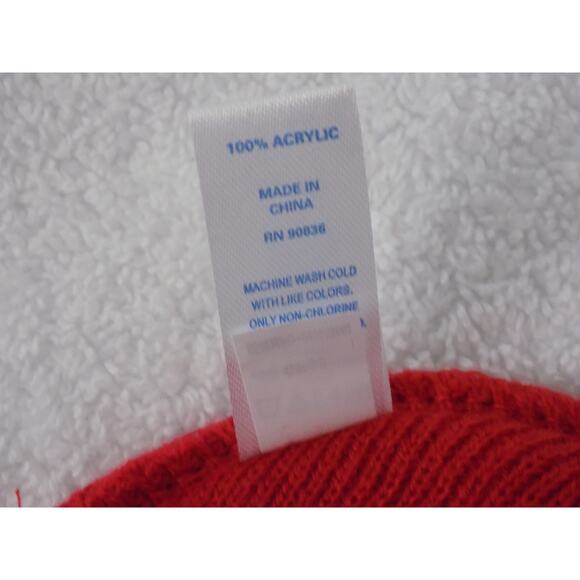 100% ACRYLIC
MADE IN
CHINA
RN 90836
MACHINE WASH COLD
WITH LIKE COLORS.
ONLY NON-CHLORINE